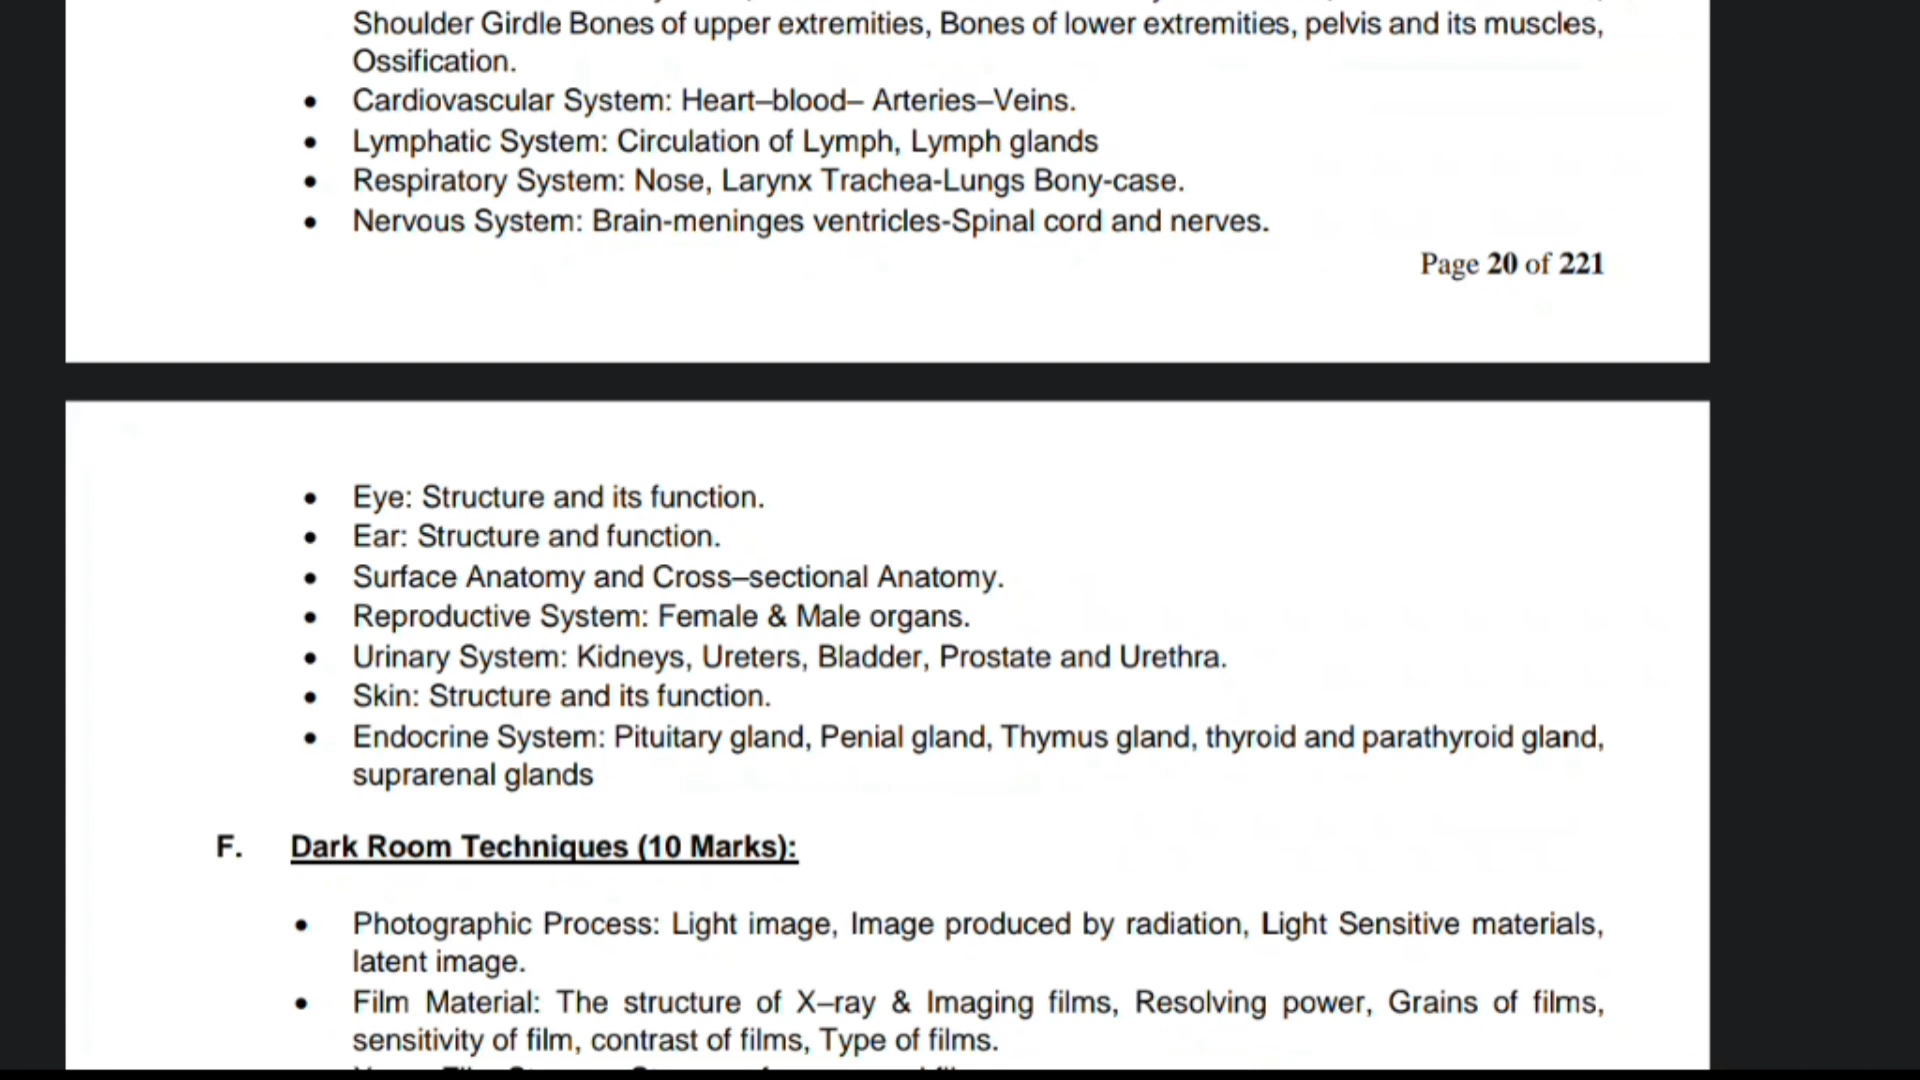 Shoulder Girdle Bones of upper extremities, Bones of lower extremities, pelvis and its muscles,
Ossification.
• Cardiovascular System: Heart–blood– Arteries–Veins.
• Lymphatic System: Circulation of Lymph, Lymph glands
• Respiratory System: Nose, Larynx Trachea-Lungs Bony-case.
• Nervous System: Brain-meninges ventricles-Spinal cord and nerves.
Page 20 of 221
• Eye: Structure and its function.
• Ear: Structure and function.
• Surface Anatomy and Cross–sectional Anatomy.
• Reproductive System: Female & Male organs.
• Urinary System: Kidneys, Ureters, Bladder, Prostate and Urethra.
• Skin: Structure and its function.
• Endocrine System: Pituitary gland, Penial gland, Thymus gland, thyroid and parathyroid gland,
suprarenal glands
F. Dark Room Techniques (10 Marks):
• Photographic Process: Light image, Image produced by radiation, Light Sensitive materials,
latent image.
• Film Material: The structure of X–ray & Imaging films, Resolving power, Grains of films,
sensitivity of film, contrast of films, Type of films.